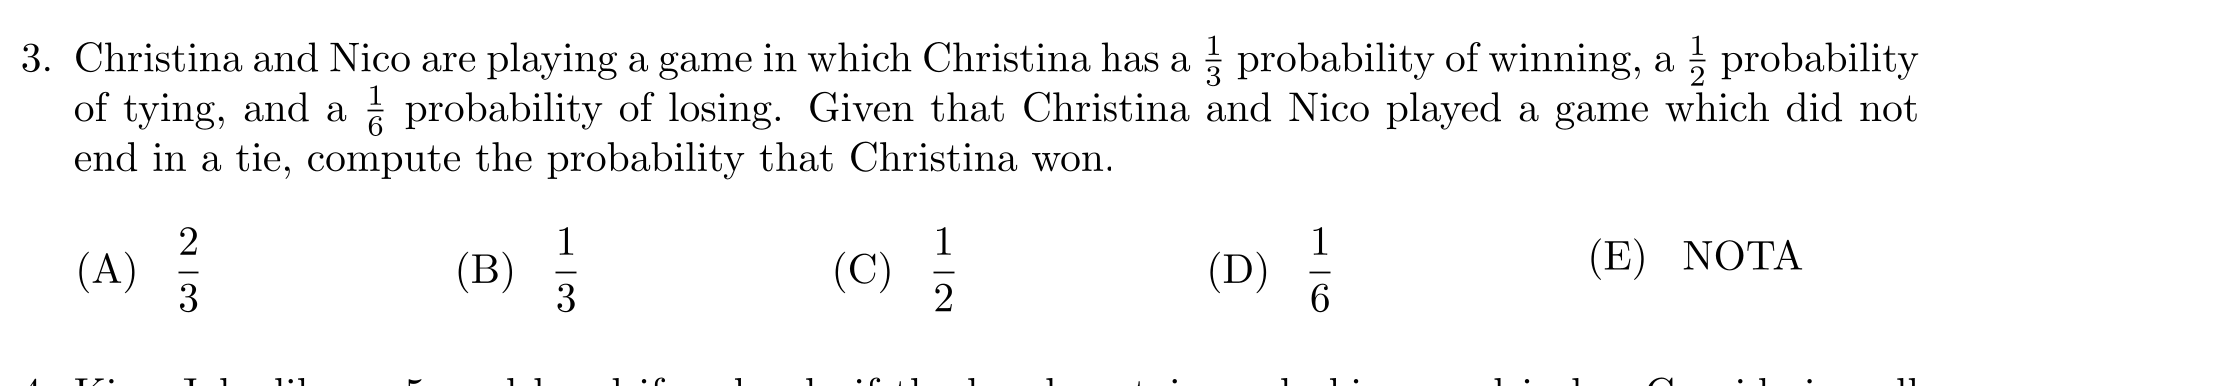 3. Christina and Nico are playing a game in which Christina has a 1/3 probability of winning, a 1/2 probability
of tying, and a 1/6 probability of losing. Given that Christina and Nico played a game which did not
end in a tie, compute the probability that Christina won.
(A) 2/3 (B) 1/3 (C) 1/2 (D) 1/6 (E) NOTA